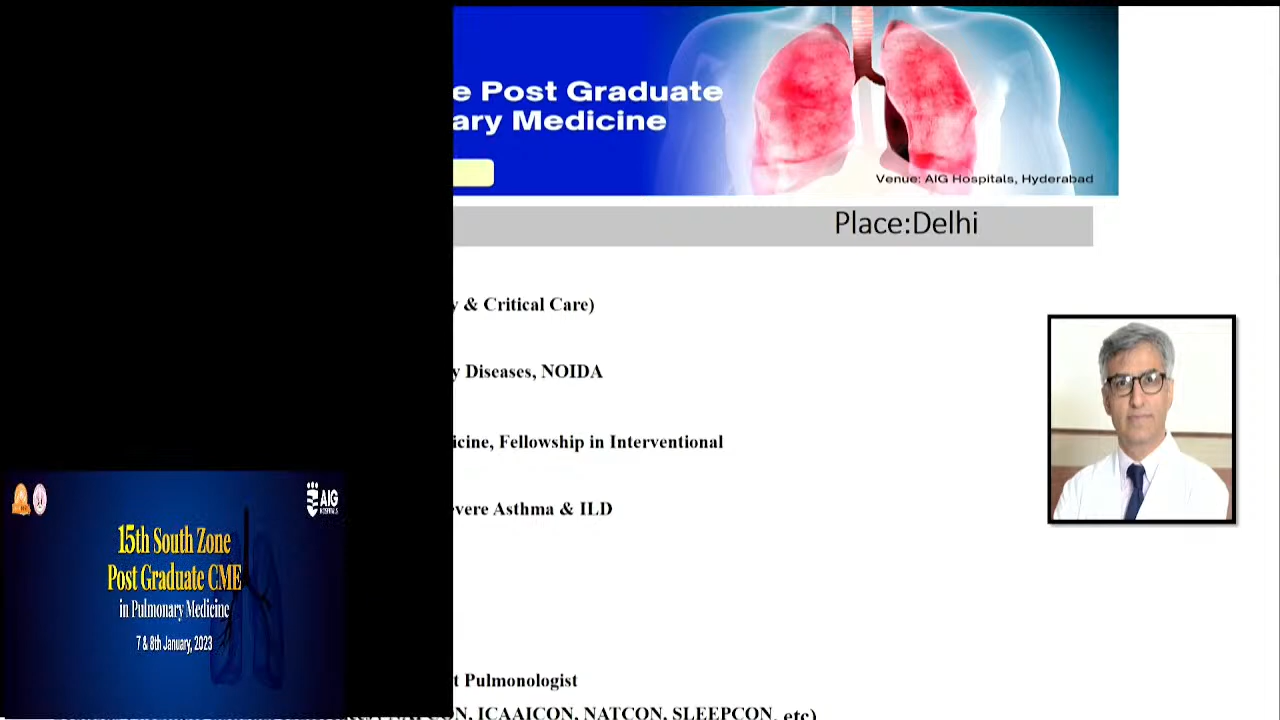 e Post Graduate
ary Medicine
Venue: AIG Hospitals, Hyderabad
Place:Delhi
y & Critical Care)
y Diseases, NOIDA
icine, Fellowship in Interventional
evere Asthma & ILD
AIG
HOSPITALS
15th South Zone
Post Graduate CME
in Pulmonary Medicine
7 & 8th January, 2023
t Pulmonologist
ICAAICON, NATCON, SLEEPCON, etc)